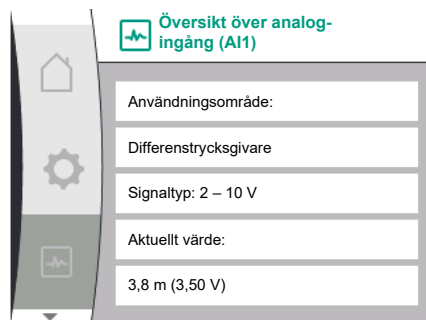 Översikt över analog-
ingång (AI1)
Användningsområde:
Differenstrycksgivare
Signaltyp: 2 – 10 V
Aktuellt värde:
3,8 m (3,50 V)